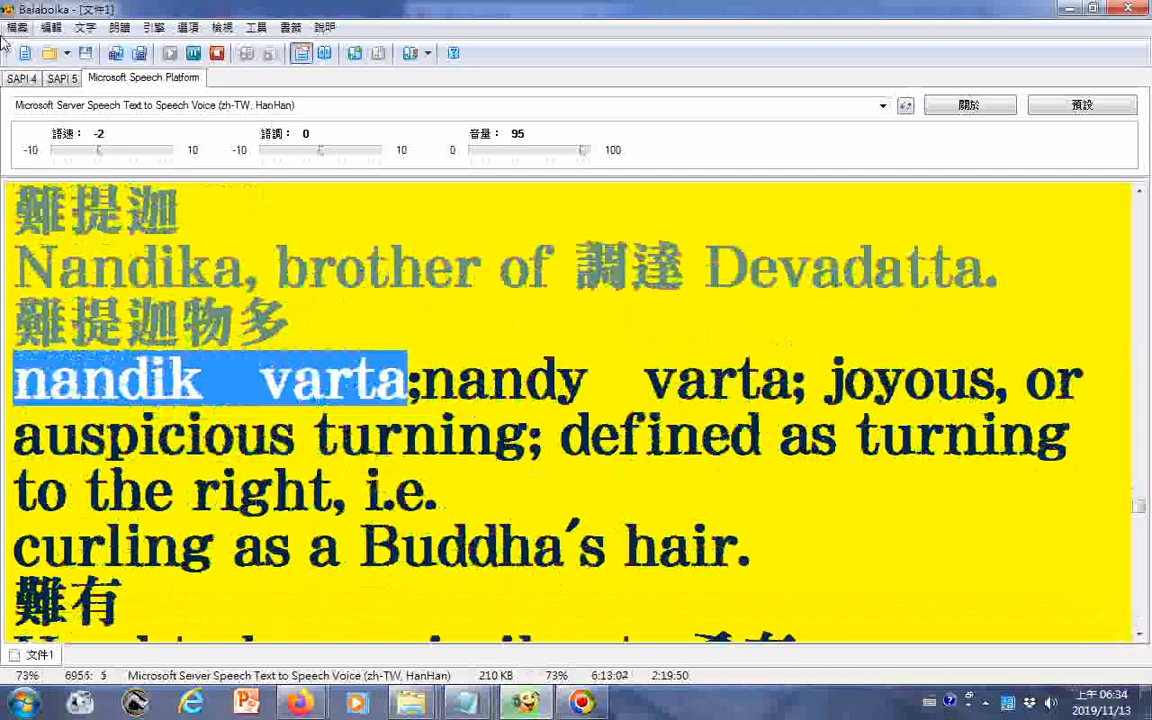 Balabolka - [文件1]
檔案 編輯 文字 朗讀 引擎 選項 檢視 工具 書籤 說明
SAPI 4 SAPI 5 Microsoft Speech Platform
Microsoft Server Speech Text to Speech Voice (zh-TW, HanHan) 關於 預設
語速： -2 語調： 0 音量： 95
-10 10 -10 10 0 100
難提迦
Nandika, brother of 調達 Devadatta.
難提迦物多
nandik varta;nandy varta; joyous, or
auspicious turning; defined as turning
to the right, i.e.
curling as a Buddha's hair.
難有
文件1
73% Microsoft Server Speech Text to Speech Voice (zh-TW, HanHan) 210 KB 73% 6:13:02 2:19:50
上午 06:34
2019/11/13